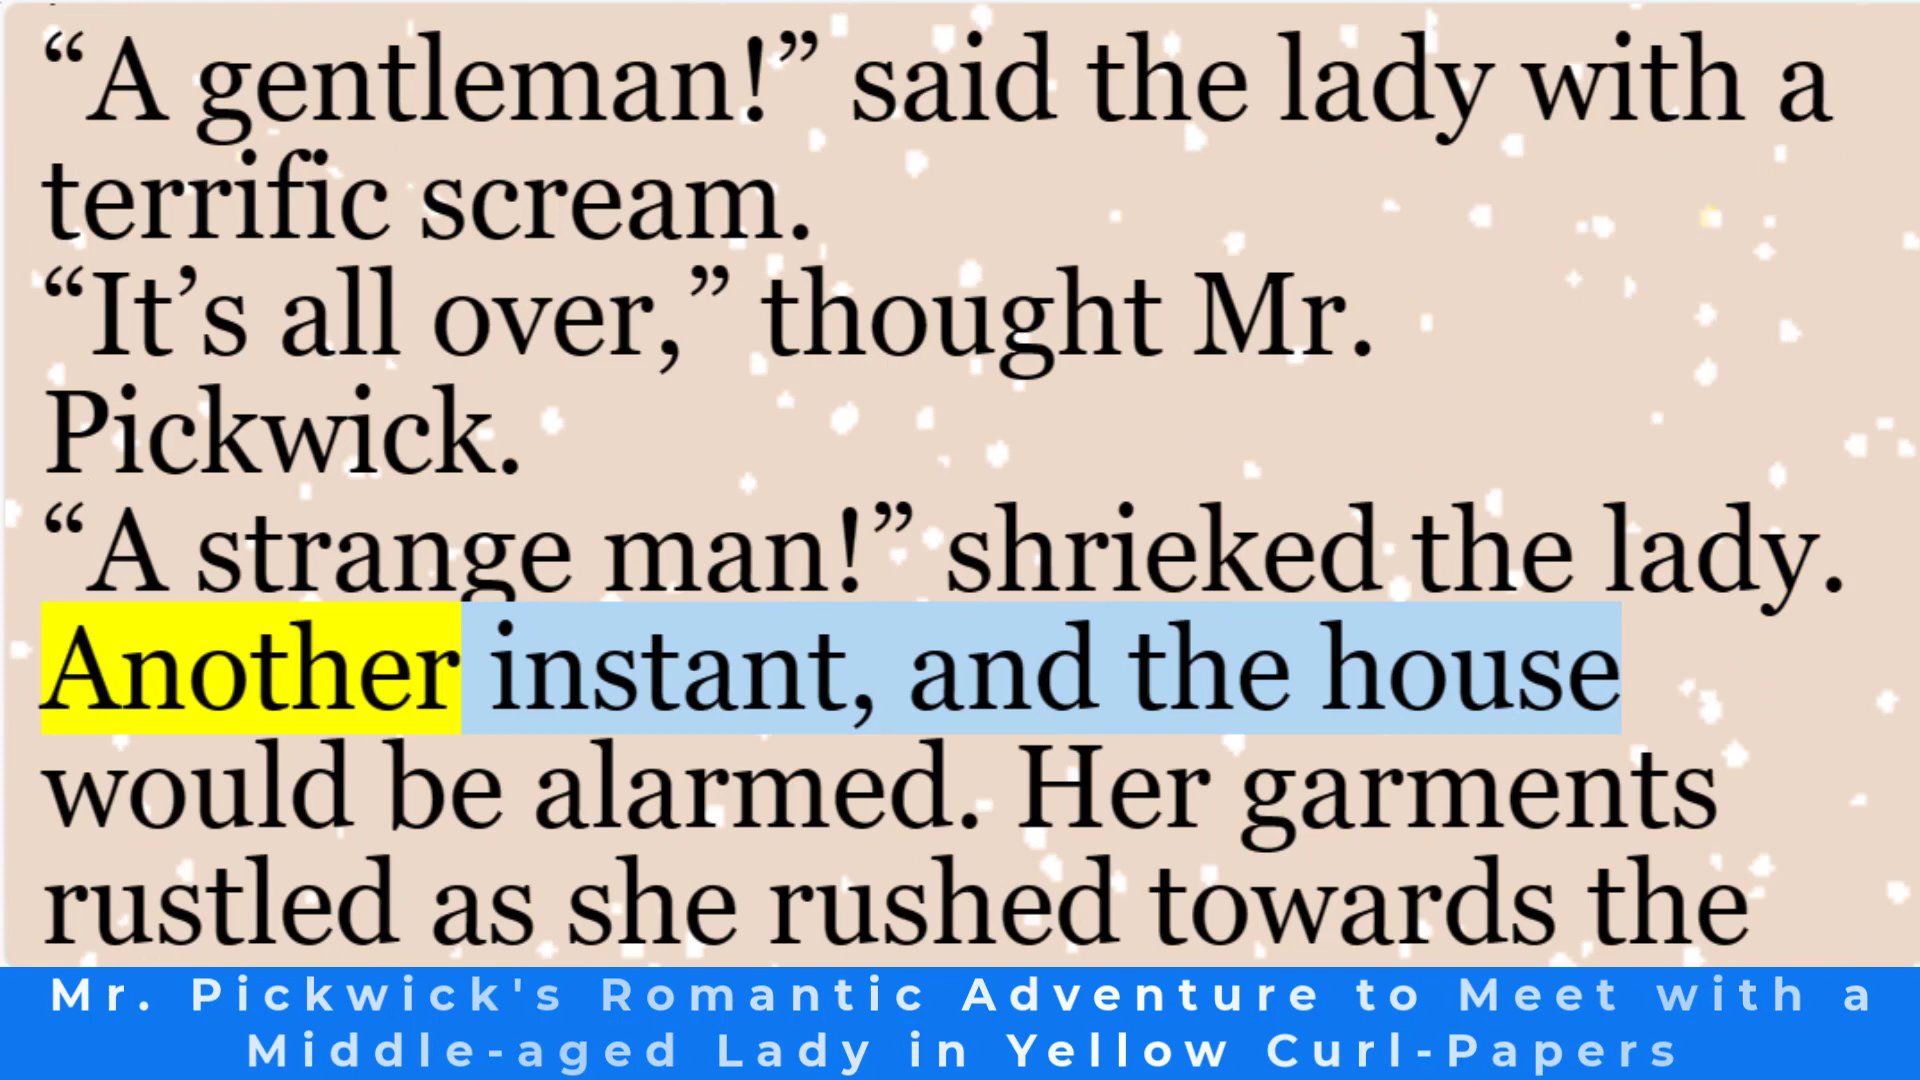 “A gentleman!” said the lady with a
terrific scream.
“It’s all over,” thought Mr.
Pickwick.
“A strange man!” shrieked the lady.
Another instant, and the house
would be alarmed. Her garments
rustled as she rushed towards the
Mr. Pickwick's Romantic Adventure to Meet with a
Middle-aged Lady in Yellow Curl-Papers